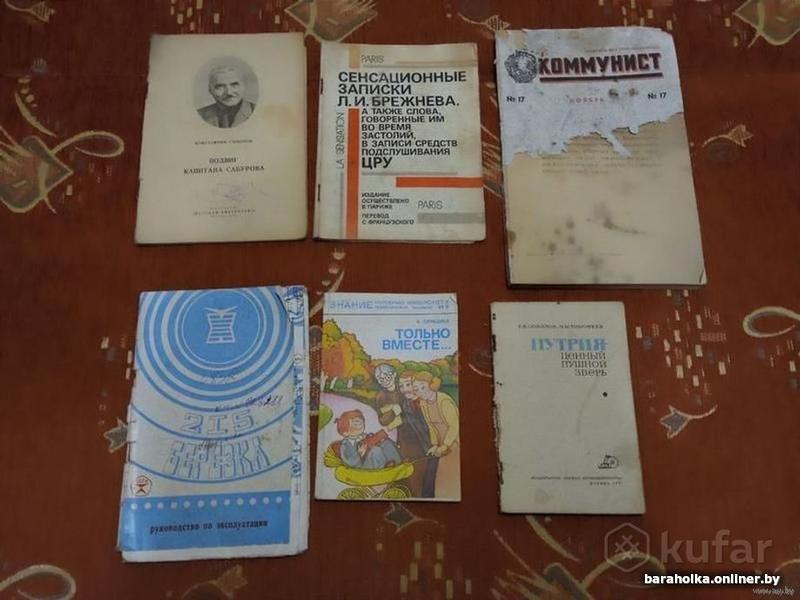 КОНСТАНТИН СИМОНОВ
ПОДВИГ
КАПИТАНА САБУРОВА
PARIS
СЕНСАЦИОННЫЕ
ЗАПИСКИ
Л.И.БРЕЖНЕВА,
А ТАКЖЕ СЛОВА,
ГОВОРЕННЫЕ ИМ
ВО ВРЕМЯ
ЗАСТОЛИЙ,
В ЗАПИСИ СРЕДСТВ
ПОДСЛУШИВАНИЯ
ЦРУ
LA SENSATION
ИЗДАНИЕ
ОСУЩЕСТВЛЕНО
В ПАРИЖЕ
PARIS
ПЕРЕВОД
С ФРАНЦУЗСКОГО
КОММУНИСТ
№ 17
НОЯБРЬ
№ 17
215
БЕРЕЗКА
руководство по эксплуатации
ЗНАНИЕ
ТОЛЬКО
ВМЕСТЕ...
НУТРИЯ-
ЦЕННЫЙ
ПУШНОЙ
ЗВЕРЬ
kufar
baraholka.onliner.by